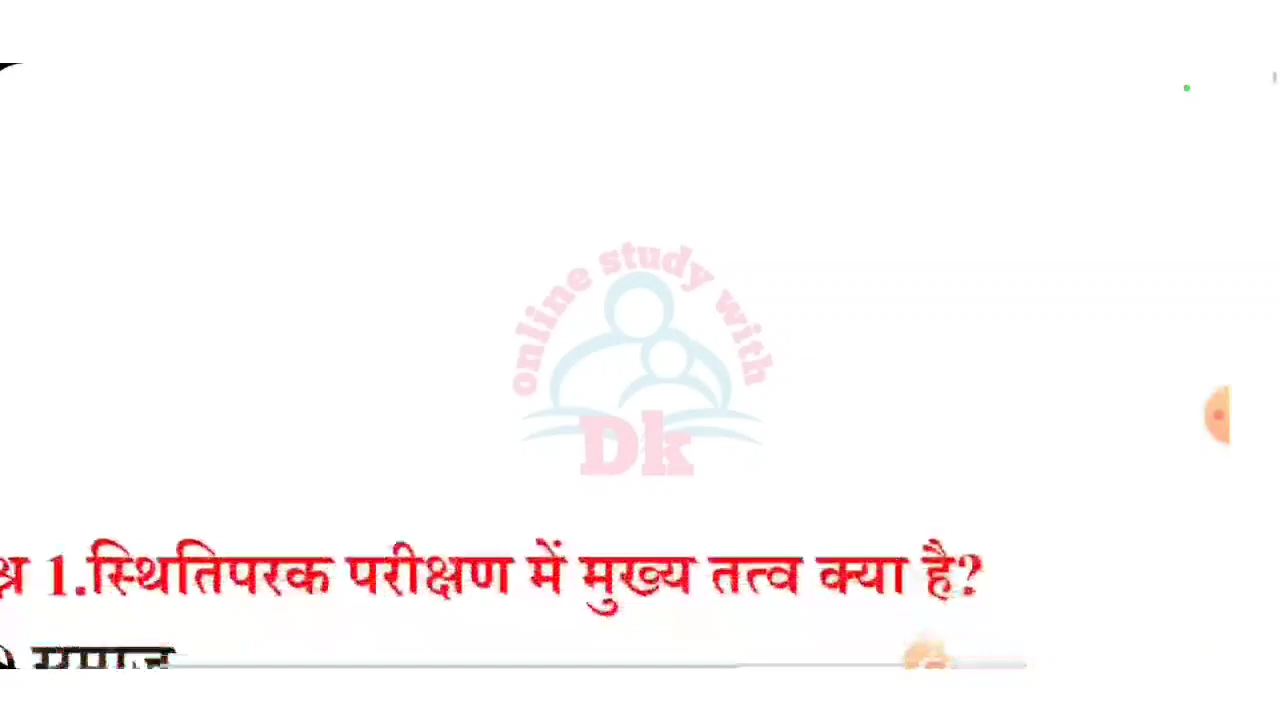 online study with
Dk
श्न 1.स्थितिपरक परीक्षण में मुख्य तत्व क्या है?